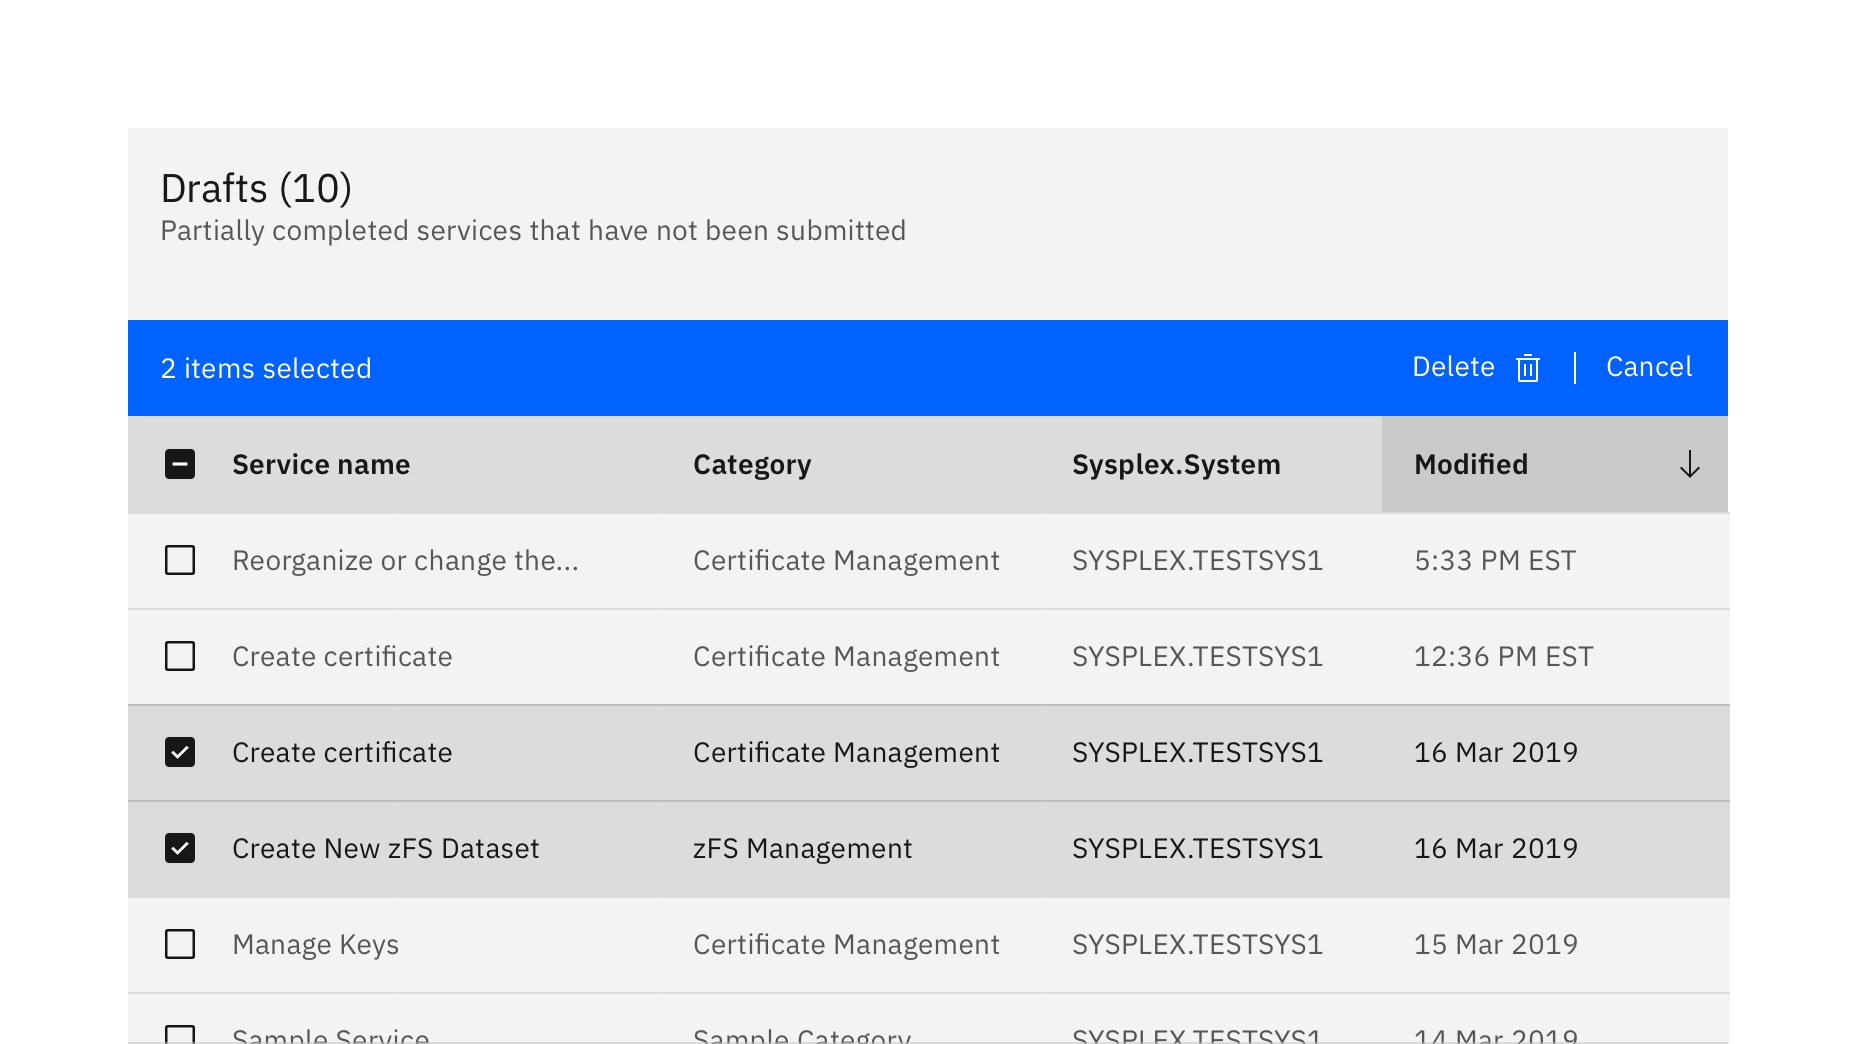 Drafts (10)
Partially completed services that have not been submitted
2 items selected Delete Cancel
Service name Category Sysplex.System Modified
Reorganize or change the... Certificate Management SYSPLEX.TESTSYS1 5:33 PM EST
Create certificate Certificate Management SYSPLEX.TESTSYS1 12:36 PM EST
Create certificate Certificate Management SYSPLEX.TESTSYS1 16 Mar 2019
Create New zFS Dataset zFS Management SYSPLEX.TESTSYS1 16 Mar 2019
Manage Keys Certificate Management SYSPLEX.TESTSYS1 15 Mar 2019
Sample Service Sample Category SYSPLEX.TESTSYS1 14 Mar 2019